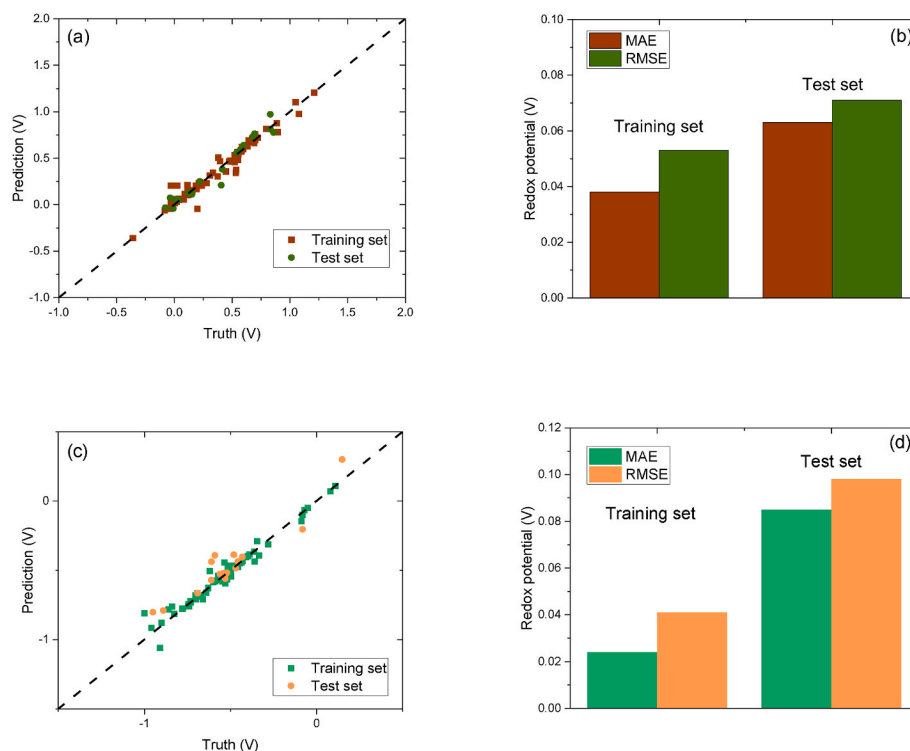 (a)
2.0
1.5
1.0
0.5
0.0
-0.5
-1.0
Prediction (V)
Training set
Test set
-1.0 -0.5 0.0 0.5 1.0 1.5 2.0
Truth (V)
(b)
0.10
0.08
0.06
0.04
0.02
0.00
Redox potential (V)
MAE
RMSE
Training set
Test set
(c)
0
-1
Prediction (V)
Training set
Test set
-1 0
Truth (V)
(d)
0.12
0.10
0.08
0.06
0.04
0.02
0.00
Redox potential (V)
MAE
RMSE
Training set
Test set